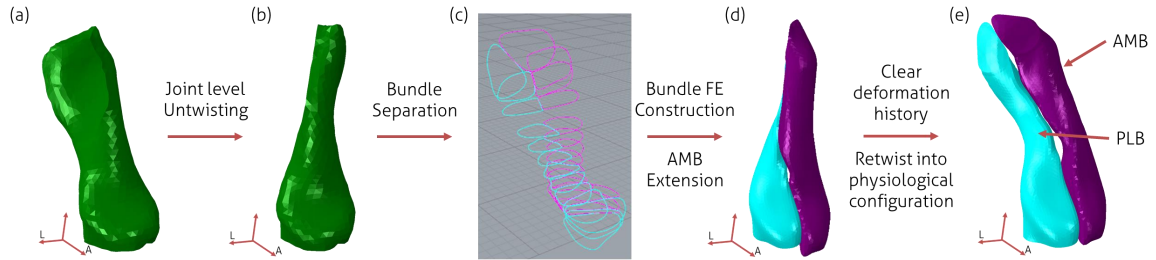 (a)
(b)
(c)
(d)
(e)
Joint level
Untwisting
Bundle
Separation
Bundle FE
Construction
AMB
Extension
Clear
deformation
history
Retwist into
physiological
configuration
AMB
PLB
L
A
L
A
L
A
L
A